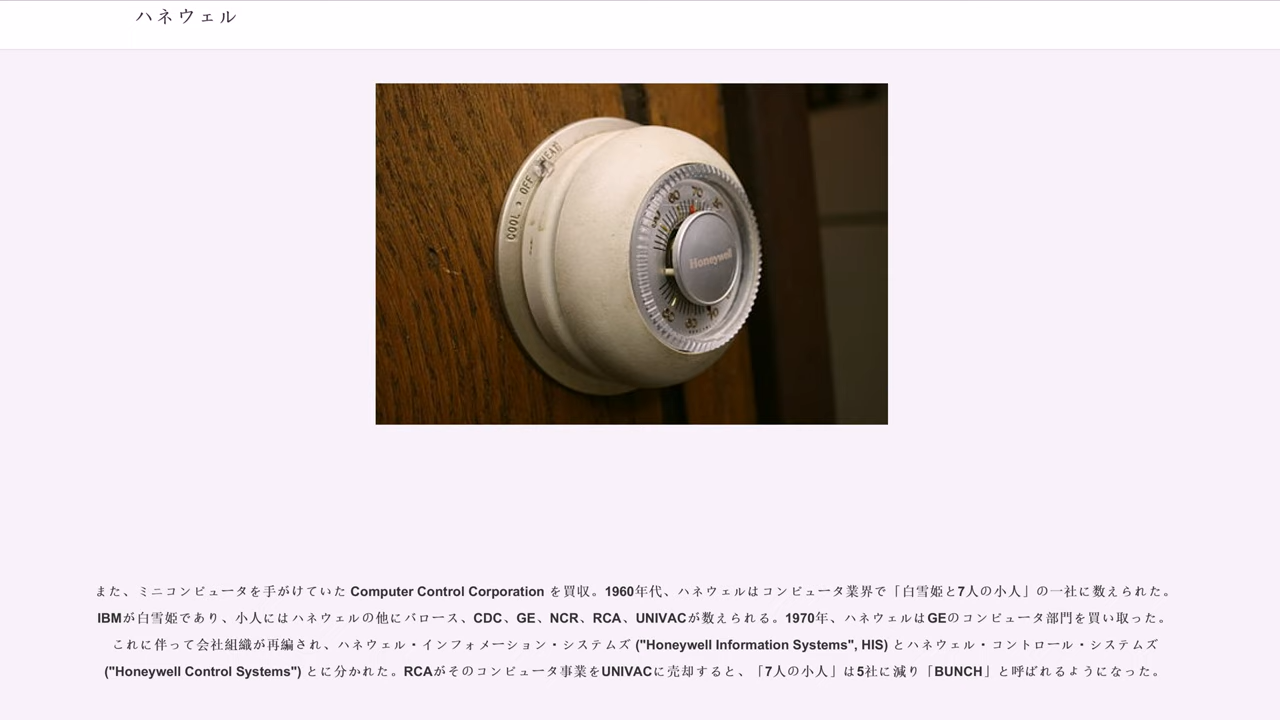 ハネウェル
COOL OFF HEAT
60 70
Honeywell
70
また、ミニコンピュータを手がけていた Computer Control Corporation を買収。1960年代、ハネウェルはコンピュータ業界で「白雪姫と7人の小人」の一社に数えられた。
IBMが白雪姫であり、小人にはハネウェルの他にバロース、CDC、GE、NCR、RCA、UNIVACが数えられる。1970年、ハネウェルはGEのコンピュータ部門を買い取った。
これに伴って会社組織が再編され、ハネウェル・インフォメーション・システムズ ("Honeywell Information Systems", HIS) とハネウェル・コントロール・システムズ
("Honeywell Control Systems") とに分かれた。RCAがそのコンピュータ事業をUNIVACに売却すると、「7人の小人」は5社に減り「BUNCH」と呼ばれるようになった。